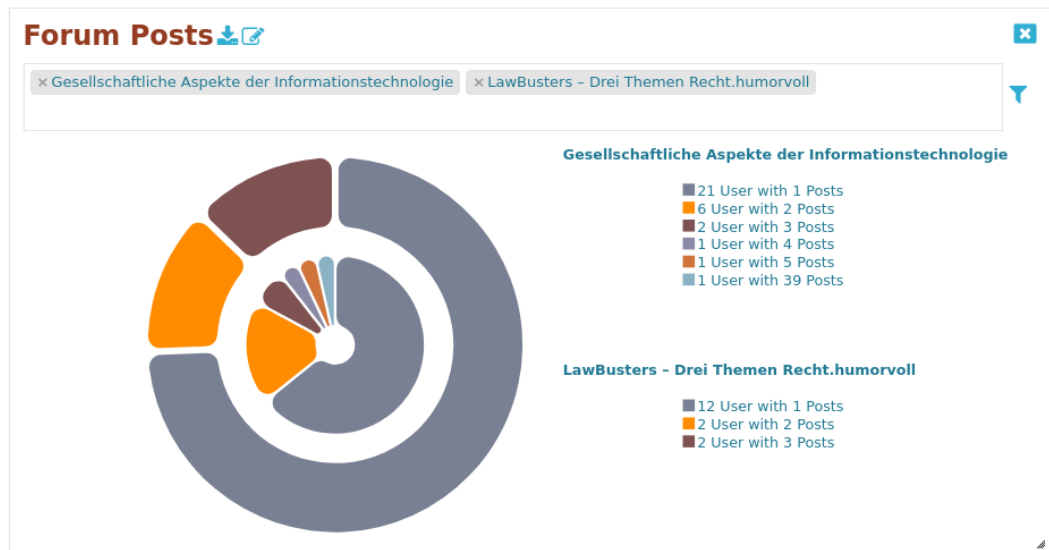 Forum Posts
×Gesellschaftliche Aspekte der Informationstechnologie ×LawBusters – Drei Themen Recht.humorvoll
Gesellschaftliche Aspekte der Informationstechnologie
21 User with 1 Posts
6 User with 2 Posts
2 User with 3 Posts
1 User with 4 Posts
1 User with 5 Posts
1 User with 39 Posts
LawBusters – Drei Themen Recht.humorvoll
12 User with 1 Posts
2 User with 2 Posts
2 User with 3 Posts